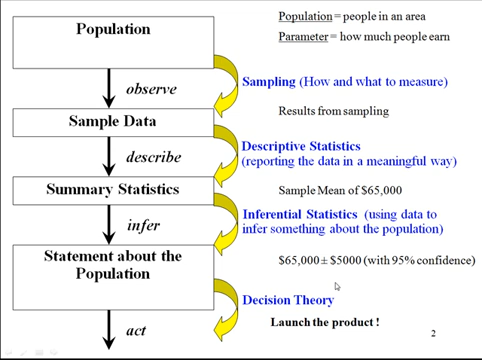 Population
Population = people in an area
Parameter = how much people earn
observe
Sampling (How and what to measure)
Sample Data
Results from sampling
describe
Descriptive Statistics
(reporting the data in a meaningful way)
Summary Statistics
Sample Mean of $65,000
infer
Inferential Statistics (using data to
infer something about the population)
Statement about the
Population
$65,000 ± $5000 (with 95% confidence)
Decision Theory
act
Launch the product !
2